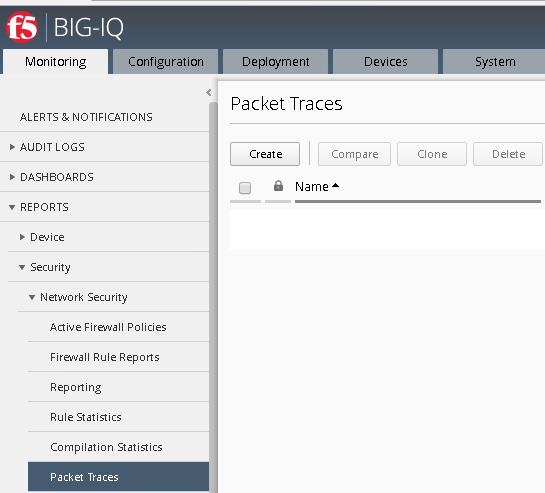 f5 BIG-IQ
Monitoring Configuration Deployment Devices System
Packet Traces
ALERTS & NOTIFICATIONS
Create Compare Clone Delete
AUDIT LOGS
DASHBOARDS
Name
REPORTS
Device
Security
Network Security
Active Firewall Policies
Firewall Rule Reports
Reporting
Rule Statistics
Compilation Statistics
Packet Traces